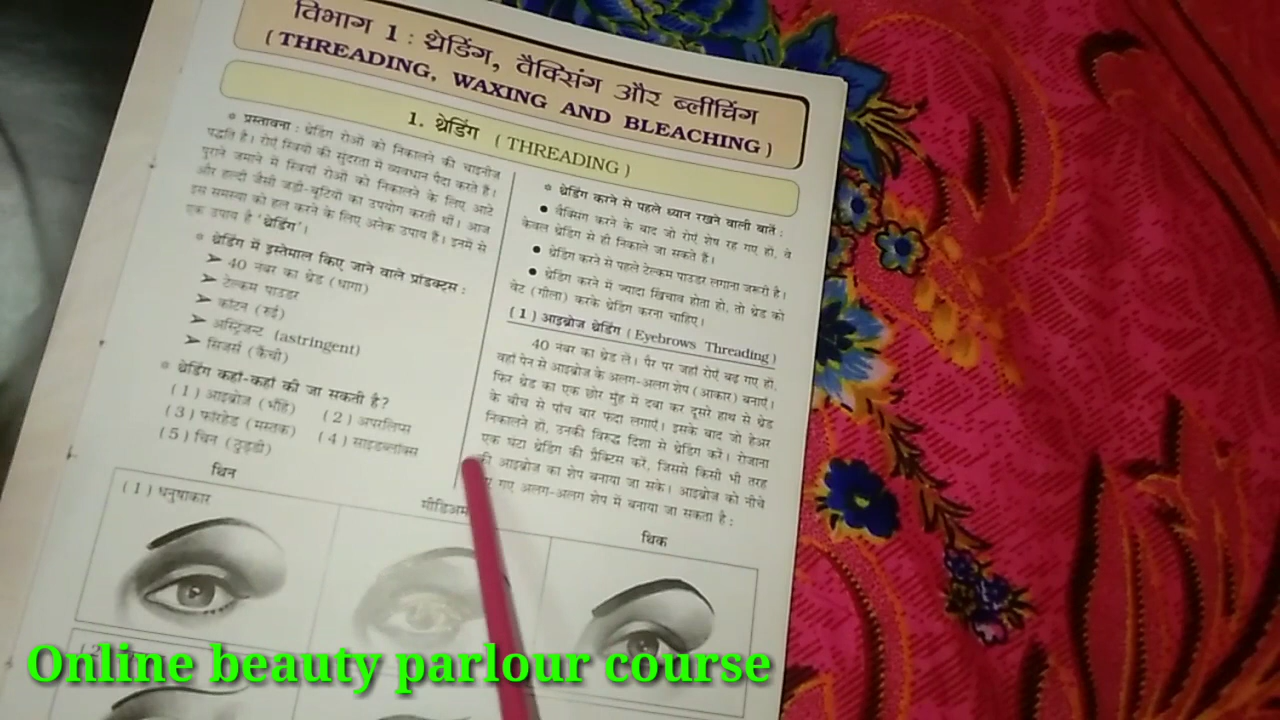 विभाग 1 : थ्रेडिंग, वैक्सिंग और ब्लीचिंग
( THREADING, WAXING AND BLEACHING )
1. थ्रेडिंग ( THREADING )
* प्रस्तावना : थ्रेडिंग रोओं को निकालने की चाइनीज
पद्धति है। रोएं स्त्रियों की सुंदरता में व्यवधान पैदा करते हैं।
पुराने जमाने में स्त्रियाँ रोओं को निकालने के लिए आटे
और हल्दी जैसी जड़ी-बूटियों का उपयोग करती थीं। आज
इस समस्या को हल करने के लिए अनेक उपाय हैं। इनमें से
एक उपाय है 'थ्रेडिंग'।
* थ्रेडिंग में इस्तेमाल किए जाने वाले प्रॉडक्ट्स :
➤ 40 नंबर का थ्रेड (धागा)
➤ टेल्कम पाउडर
➤ कॉटन (रुई)
➤ अस्ट्रिजन्ट (astringent)
➤ सिजर्स (कैंची)
* थ्रेडिंग कहाँ-कहाँ की जा सकती है?
( 1 ) आइब्रोज (भौंहें) ( 2 ) अपरलिप्स
( 3 ) फॉरहेड (मस्तक) ( 4 ) साइडब्लॉक्स
( 5 ) चिन (ठुड्डी)
* थ्रेडिंग करने से पहले ध्यान रखने वाली बातें :
● वैक्सिंग करने के बाद जो रोएँ शेष रह गए हों, वे
केवल थ्रेडिंग से ही निकाले जा सकते हैं।
● थ्रेडिंग करने से पहले टेल्कम पाउडर लगाना जरूरी है।
● थ्रेडिंग करने में ज्यादा खिंचाव होता हो, तो थ्रेड को
वेट (गीला) करके थ्रेडिंग करना चाहिए।
( 1 ) आइब्रोज थ्रेडिंग ( Eyebrows Threading )
40 नंबर का थ्रेड लें। पैर पर जहाँ रोएँ बढ़ गए हों,
वहाँ पेन से आइब्रोज के अलग-अलग शेप (आकार) बनाएँ।
फिर थ्रेड का एक छोर मुंह में दबा कर दूसरे हाथ से थ्रेड
के बीच से पाँच बार फंदा लगाएँ। इसके बाद जो हेअर
निकालने हों, उनकी विरुद्ध दिशा से थ्रेडिंग करें। रोजाना
एक घंटा थ्रेडिंग की प्रैक्टिस करें, जिससे किसी भी तरह
की आइब्रोज का शेप बनाया जा सके। आइब्रोज को नीचे
गए अलग-अलग शेप में बनाया जा सकता है :
थिन मीडिअम थिक
( 1 ) धनुषाकार
Online beauty parlour course